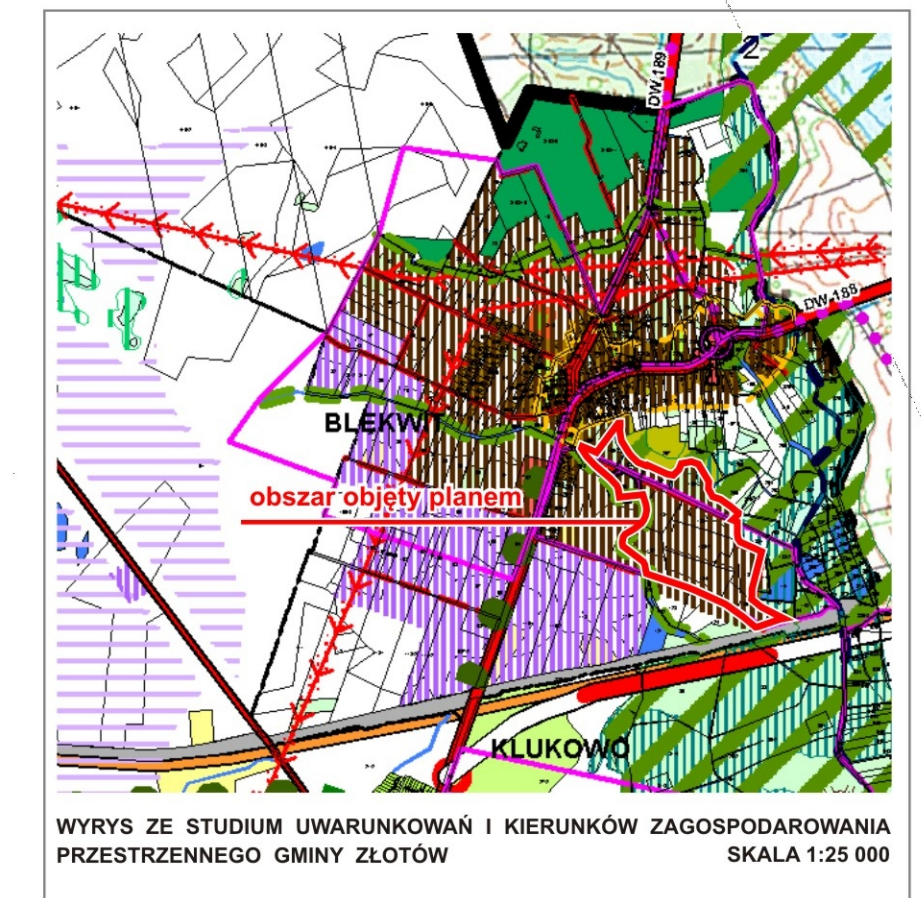 2
DW 189
DW 188
BLEKWIT
obszar objęty planem
KLUKOWO
WYRYS ZE STUDIUM UWARUNKOWAŃ I KIERUNKÓW ZAGOSPODAROWANIA
PRZESTRZENNEGO GMINY ZŁOTÓW
SKALA 1:25 000